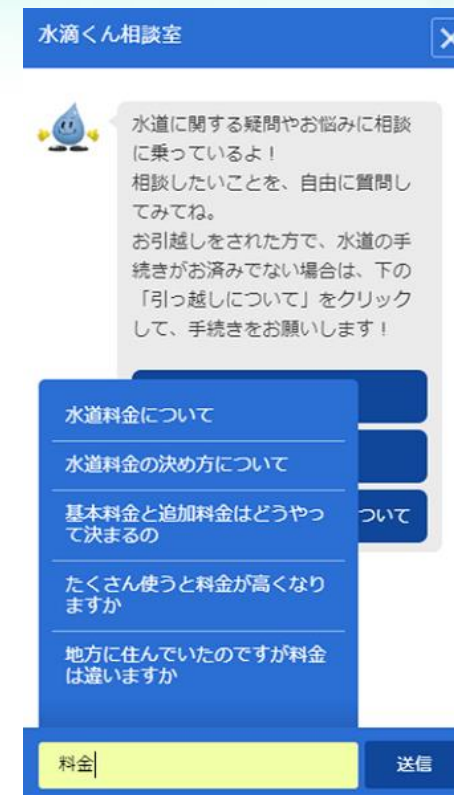 水滴くん相談室
水道に関する疑問やお悩みに相談
に乗っているよ！
相談したいことを、自由に質問し
てみてね。
お引越しをされた方で、水道の手
続きがお済みでない場合は、下の
「引っ越しについて」をクリック
して、手続きをお願いします！
ついて
水道料金について
水道料金の決め方について
基本料金と追加料金はどうやっ
て決まるの
たくさん使うと料金が高くなり
ますか
地方に住んでいたのですが料金
は違いますか
料金
送信